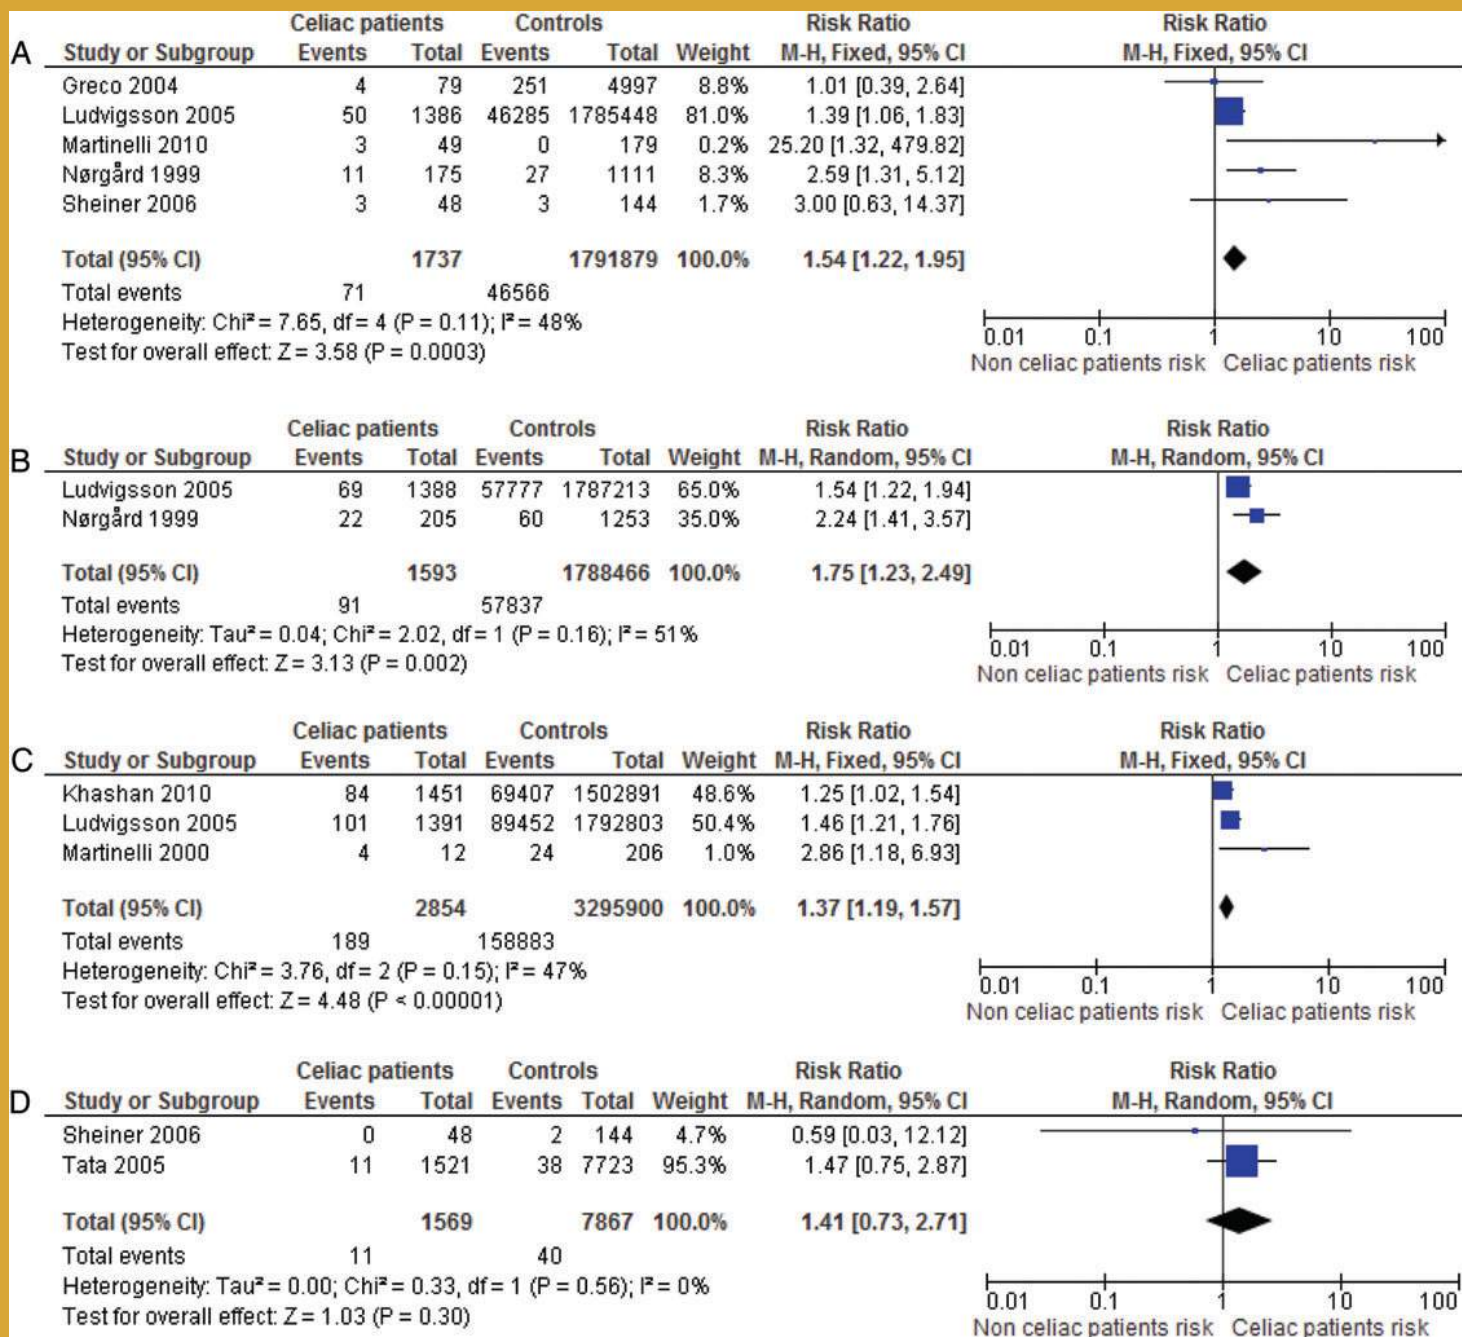 Celiac patients Controls Risk Ratio Risk Ratio
A Study or Subgroup Events Total Events Total Weight M-H, Fixed, 95% CI M-H, Fixed, 95% CI
Greco 2004 4 79 251 4997 8.8% 1.01 [0.39, 2.64]
Ludvigsson 2005 50 1386 46285 1785448 81.0% 1.39 [1.06, 1.83]
Martinelli 2010 3 49 0 179 0.2% 25.20 [1.32, 479.82]
Nørgård 1999 11 175 27 1111 8.3% 2.59 [1.31, 5.12]
Sheiner 2006 3 48 3 144 1.7% 3.00 [0.63, 14.37]
Total (95% CI) 1737 1791879 100.0% 1.54 [1.22, 1.95]
Total events 71 46566
Heterogeneity: Chi² = 7.65, df = 4 (P = 0.11); I² = 48%
Test for overall effect: Z = 3.58 (P = 0.0003)
0.01 0.1 1 10 100
Non celiac patients risk Celiac patients risk
Celiac patients Controls Risk Ratio Risk Ratio
B Study or Subgroup Events Total Events Total Weight M-H, Random, 95% CI M-H, Random, 95% CI
Ludvigsson 2005 69 1388 57777 1787213 65.0% 1.54 [1.22, 1.94]
Nørgård 1999 22 205 60 1253 35.0% 2.24 [1.41, 3.57]
Total (95% CI) 1593 1788466 100.0% 1.75 [1.23, 2.49]
Total events 91 57837
Heterogeneity: Tau² = 0.04; Chi² = 2.02, df = 1 (P = 0.16); I² = 51%
Test for overall effect: Z = 3.13 (P = 0.002)
0.01 0.1 1 10 100
Non celiac patients risk Celiac patients risk
Celiac patients Controls Risk Ratio Risk Ratio
C Study or Subgroup Events Total Events Total Weight M-H, Fixed, 95% CI M-H, Fixed, 95% CI
Khashan 2010 84 1451 69407 1502891 48.6% 1.25 [1.02, 1.54]
Ludvigsson 2005 101 1391 89452 1792803 50.4% 1.46 [1.21, 1.76]
Martinelli 2000 4 12 24 206 1.0% 2.86 [1.18, 6.93]
Total (95% CI) 2854 3295900 100.0% 1.37 [1.19, 1.57]
Total events 189 158883
Heterogeneity: Chi² = 3.76, df = 2 (P = 0.15); I² = 47%
Test for overall effect: Z = 4.48 (P < 0.00001)
0.01 0.1 1 10 100
Non celiac patients risk Celiac patients risk
Celiac patients Controls Risk Ratio Risk Ratio
D Study or Subgroup Events Total Events Total Weight M-H, Random, 95% CI M-H, Random, 95% CI
Sheiner 2006 0 48 2 144 4.7% 0.59 [0.03, 12.12]
Tata 2005 11 1521 38 7723 95.3% 1.47 [0.75, 2.87]
Total (95% CI) 1569 7867 100.0% 1.41 [0.73, 2.71]
Total events 11 40
Heterogeneity: Tau² = 0.00; Chi² = 0.33, df = 1 (P = 0.56); I² = 0%
Test for overall effect: Z = 1.03 (P = 0.30)
0.01 0.1 1 10 100
Non celiac patients risk Celiac patients risk